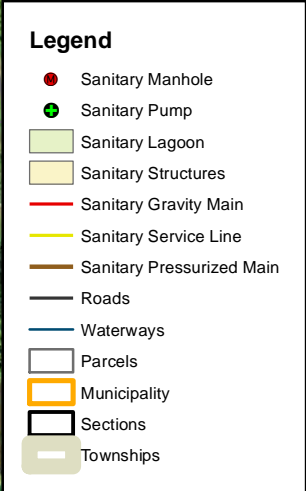 Legend
M
Sanitary Manhole
Sanitary Pump
Sanitary Lagoon
Sanitary Structures
Sanitary Gravity Main
Sanitary Service Line
Sanitary Pressurized Main
Roads
Waterways
Parcels
Municipality
Sections
Townships